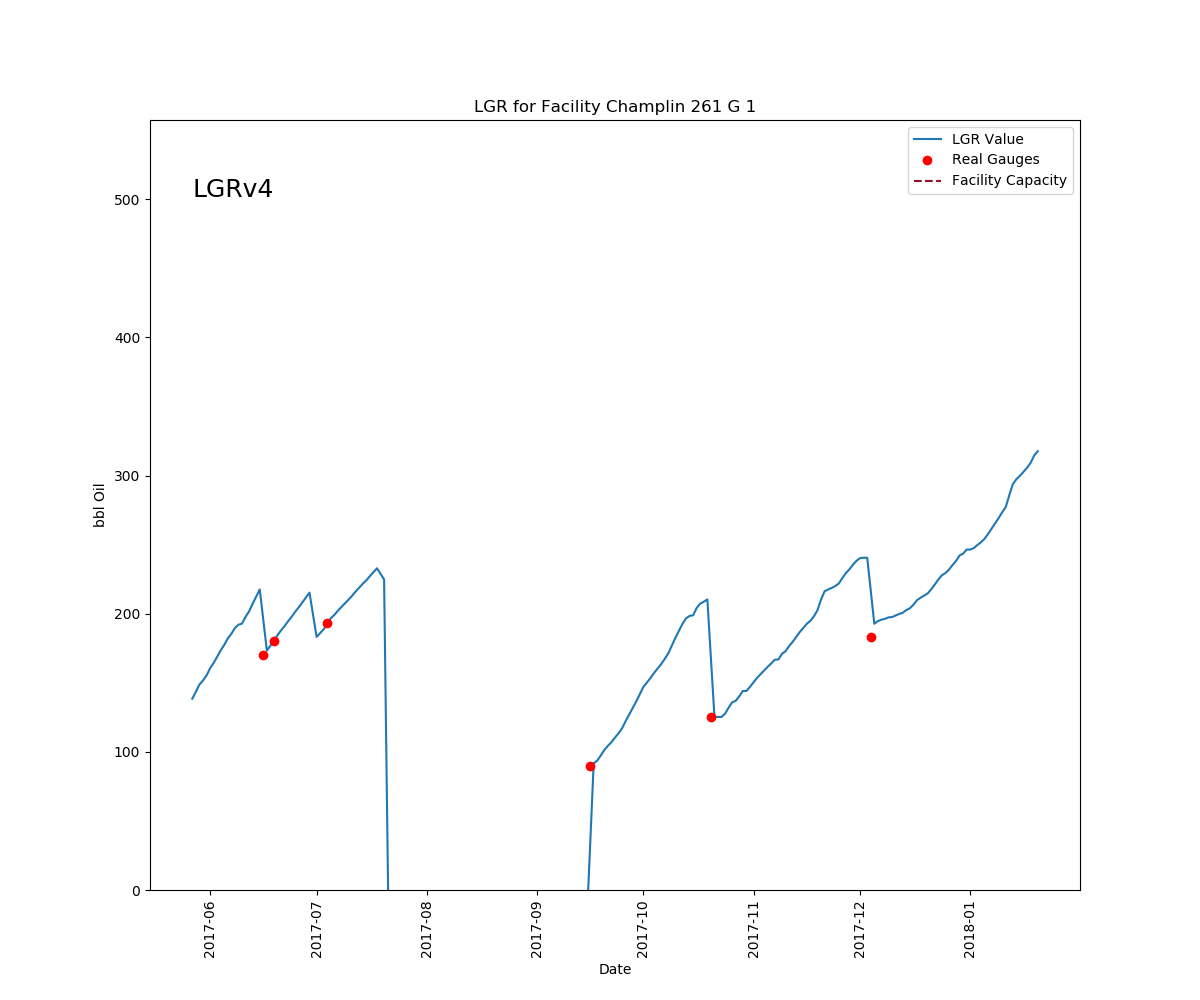 LGR for Facility Champlin 261 G 1
LGR Value
Real Gauges
Facility Capacity
LGRv4
500
400
300
200
100
0
bbl Oil
2017-06
2017-07
2017-08
2017-09
2017-10
2017-11
2017-12
2018-01
Date